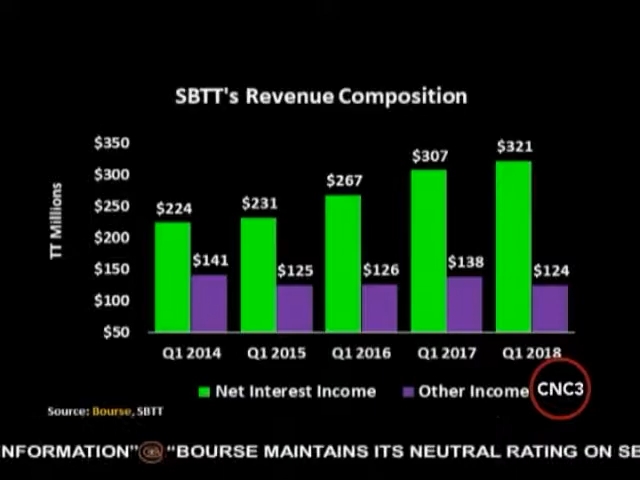 SBTT's Revenue Composition
$350
$300
$250
$200
$150
$100
$50
TT Millions
$224
$141
$231
$125
$267
$126
$307
$138
$321
$124
Q1 2014
Q1 2015
Q1 2016
Q1 2017
Q1 2018
Net Interest Income
Other Income
CNC3
Source: Bourse, SBTT
NFORMATION" "BOURSE MAINTAINS ITS NEUTRAL RATING ON SE